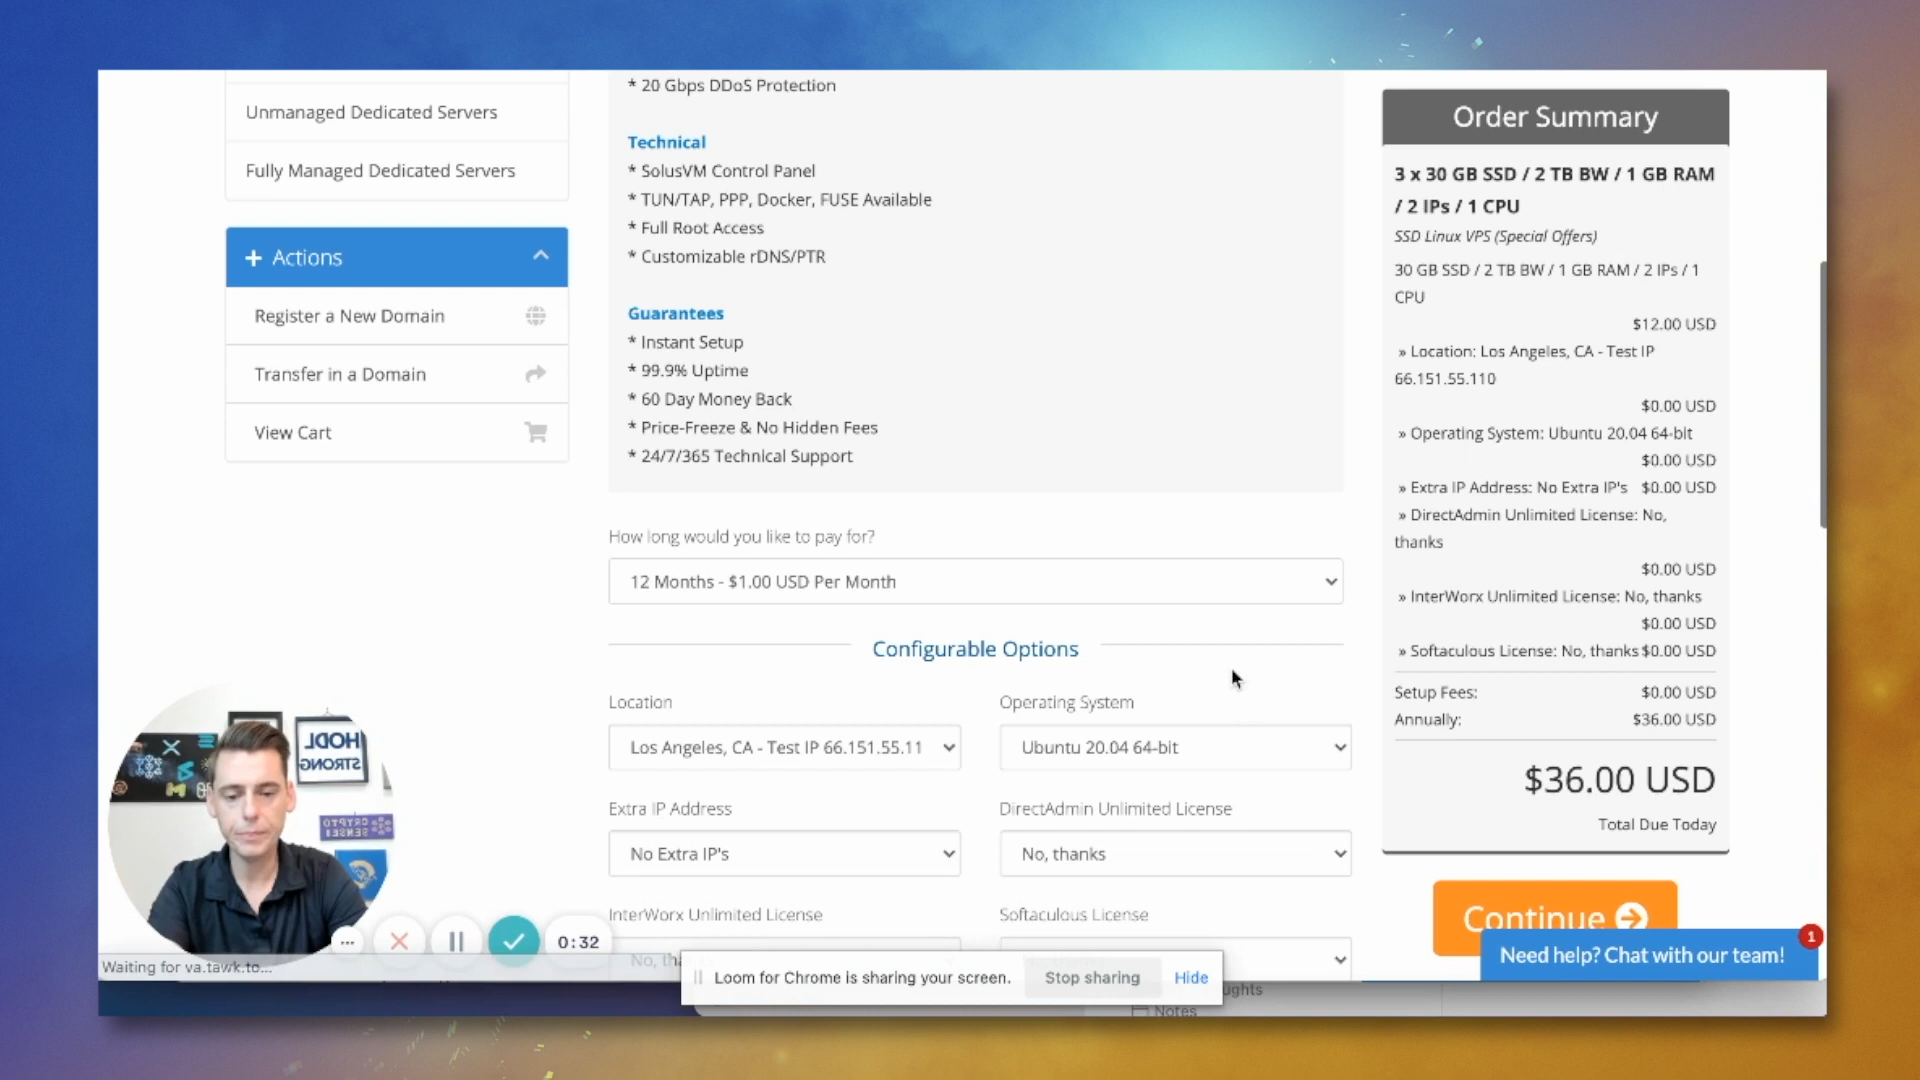 Unmanaged Dedicated Servers
Fully Managed Dedicated Servers
+ Actions
Register a New Domain
Transfer in a Domain
View Cart
* 20 Gbps DDoS Protection
Technical
* SolusVM Control Panel
* TUN/TAP, PPP, Docker, FUSE Available
* Full Root Access
* Customizable rDNS/PTR
Guarantees
* Instant Setup
* 99.9% Uptime
* 60 Day Money Back
* Price-Freeze & No Hidden Fees
* 24/7/365 Technical Support
How long would you like to pay for?
12 Months - $1.00 USD Per Month
Configurable Options
Location
Operating System
Los Angeles, CA - Test IP 66.151.55.11
Ubuntu 20.04 64-bit
Extra IP Address
DirectAdmin Unlimited License
No Extra IP's
No, thanks
InterWorx Unlimited License
Softaculous License
No, tha
Order Summary
3 x 30 GB SSD / 2 TB BW / 1 GB RAM
/ 2 IPs / 1 CPU
SSD Linux VPS (Special Offers)
30 GB SSD / 2 TB BW / 1 GB RAM / 2 IPs / 1
CPU
$12.00 USD
» Location: Los Angeles, CA - Test IP
66.151.55.110
$0.00 USD
» Operating System: Ubuntu 20.04 64-bit
$0.00 USD
» Extra IP Address: No Extra IP's $0.00 USD
» DirectAdmin Unlimited License: No,
thanks
$0.00 USD
» InterWorx Unlimited License: No, thanks
$0.00 USD
» Softaculous License: No, thanks $0.00 USD
Setup Fees: $0.00 USD
Annually: $36.00 USD
$36.00 USD
Total Due Today
Continue
Need help? Chat with our team!
1
HODL
STRONG
CRYPTO
SENSEI
0:32
Waiting for va.tawk.to...
Loom for Chrome is sharing your screen.
Stop sharing
Hide
ughts
Notes